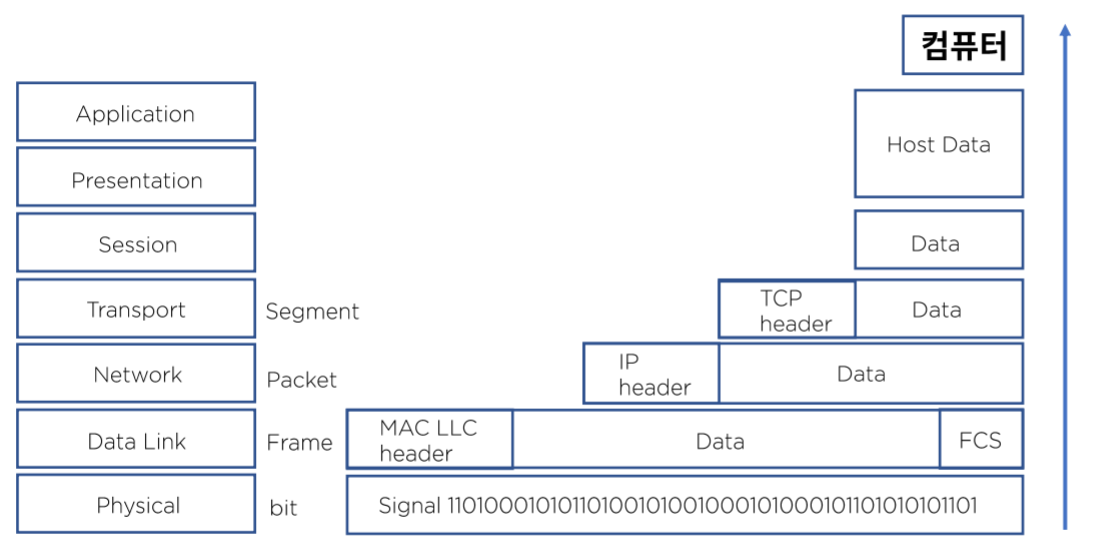 컴퓨터
Application
Host Data
Presentation
Session
Data
Transport
Segment
TCP
header
Data
Network
Packet
IP
header
Data
Data Link
Frame
MAC LLC
header
Data
FCS
Physical
bit
Signal 1101000101011010010100100010100010110101010101101